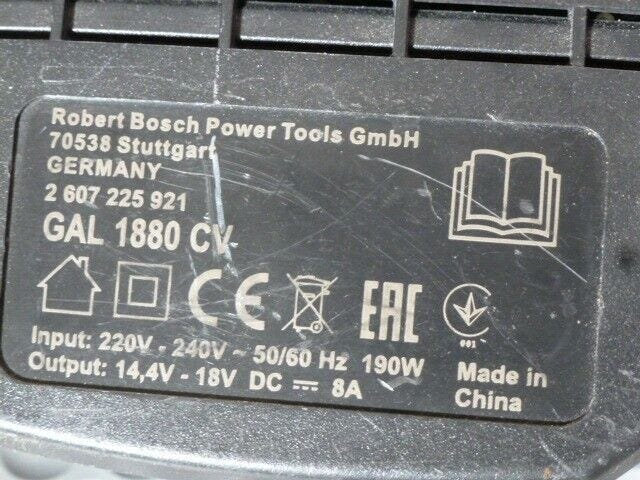 Robert Bosch Power Tools GmbH
70538 Stuttgart
GERMANY
2 607 225 921
GAL 1880 CV
CE EAC
001
Input: 220V - 240V ~ 50/60 Hz 190W
Output: 14,4V - 18V DC ⎓ 8A
Made in
China